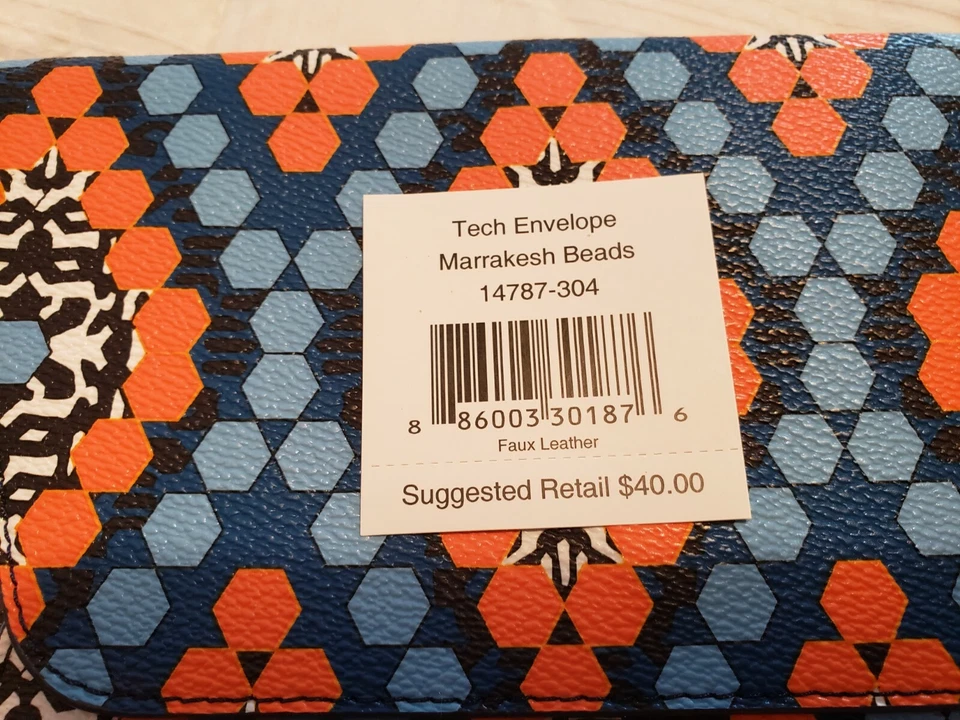 Tech Envelope
Marrakesh Beads
14787-304
8 86003 30187 6
Faux Leather
Suggested Retail $40.00